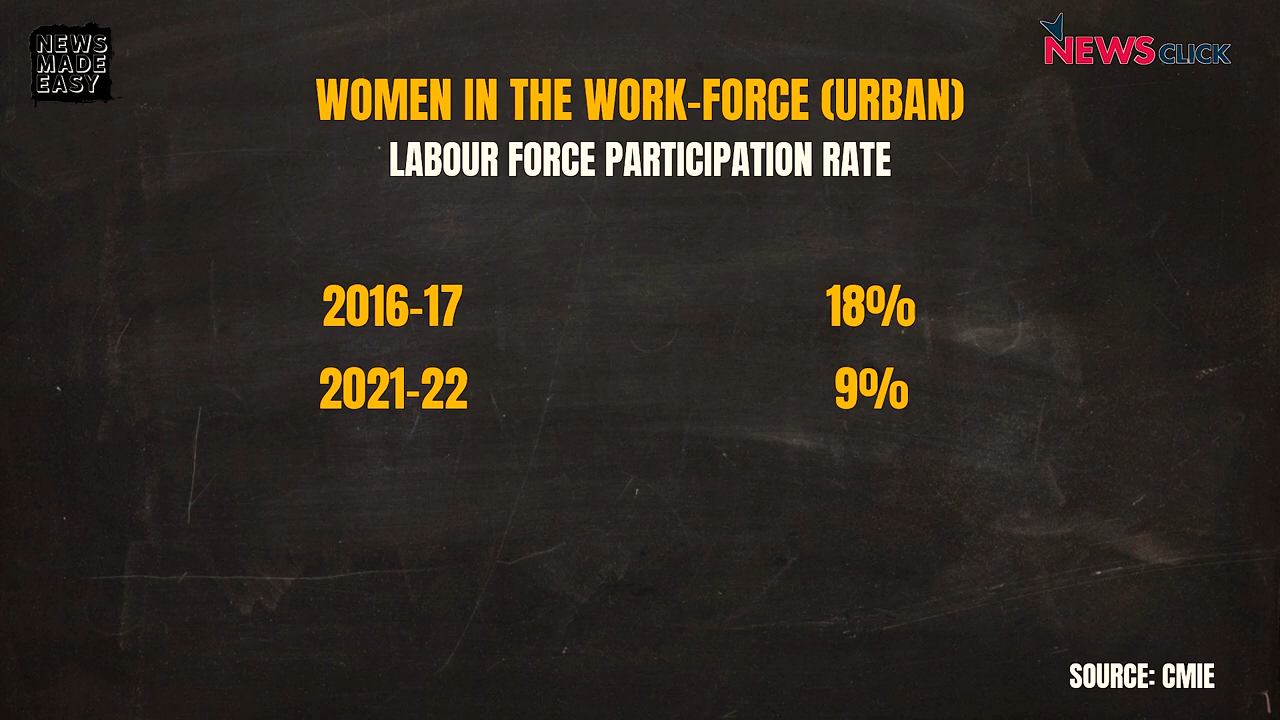 NEWS
MADE
EASY
NEWSCLICK
WOMEN IN THE WORK-FORCE (URBAN)
LABOUR FORCE PARTICIPATION RATE
2016-17 18%
2021-22 9%
SOURCE: CMIE